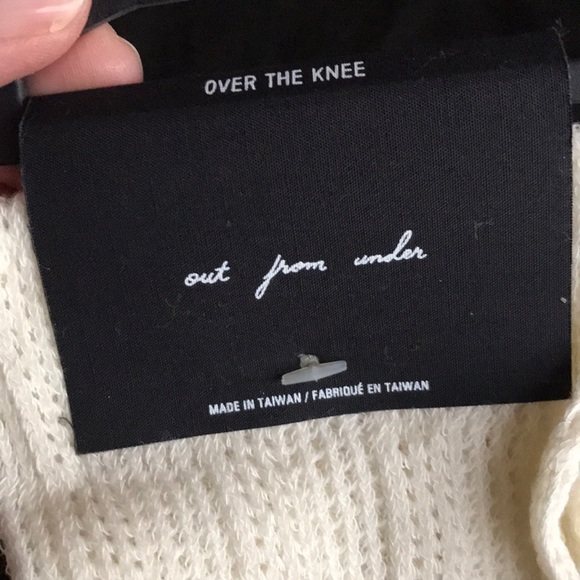 OVER THE KNEE
out from under
MADE IN TAIWAN / FABRIQUÉ EN TAIWAN